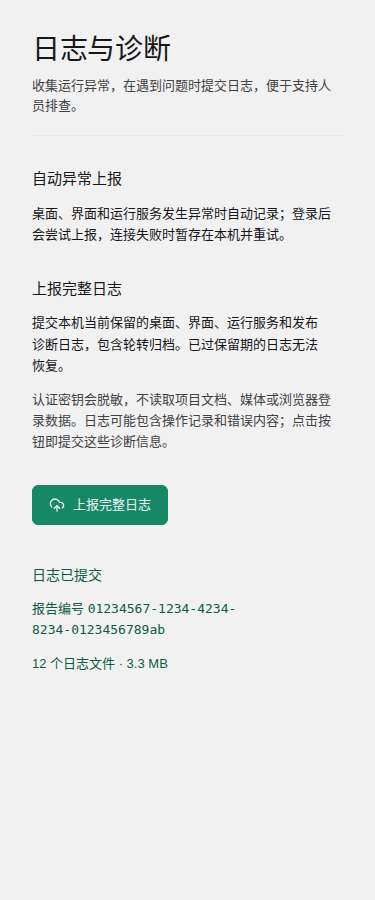 日志与诊断
收集运行异常，在遇到问题时提交日志，便于支持人
员排查。
自动异常上报
桌面、界面和运行服务发生异常时自动记录；登录后
会尝试上报，连接失败时暂存在本机并重试。
上报完整日志
提交本机当前保留的桌面、界面、运行服务和发布
诊断日志，包含轮转归档。已过保留期的日志无法
恢复。
认证密钥会脱敏，不读取项目文档、媒体或浏览器登
录数据。日志可能包含操作记录和错误内容；点击按
钮即提交这些诊断信息。
上报完整日志
日志已提交
报告编号 01234567-1234-4234-
8234-0123456789ab
12 个日志文件 · 3.3 MB